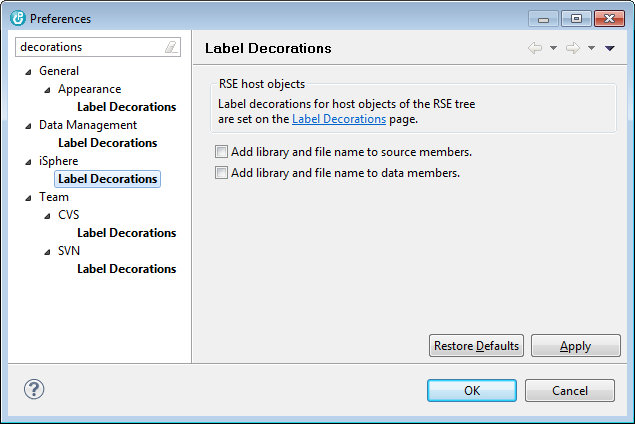 Preferences
decorations
Label Decorations
General
Appearance
Label Decorations
Data Management
Label Decorations
iSphere
Label Decorations
Team
CVS
Label Decorations
SVN
Label Decorations
RSE host objects
Label decorations for host objects of the RSE tree
are set on the Label Decorations page.
Add library and file name to source members.
Add library and file name to data members.
Restore Defaults
Apply
?
OK
Cancel